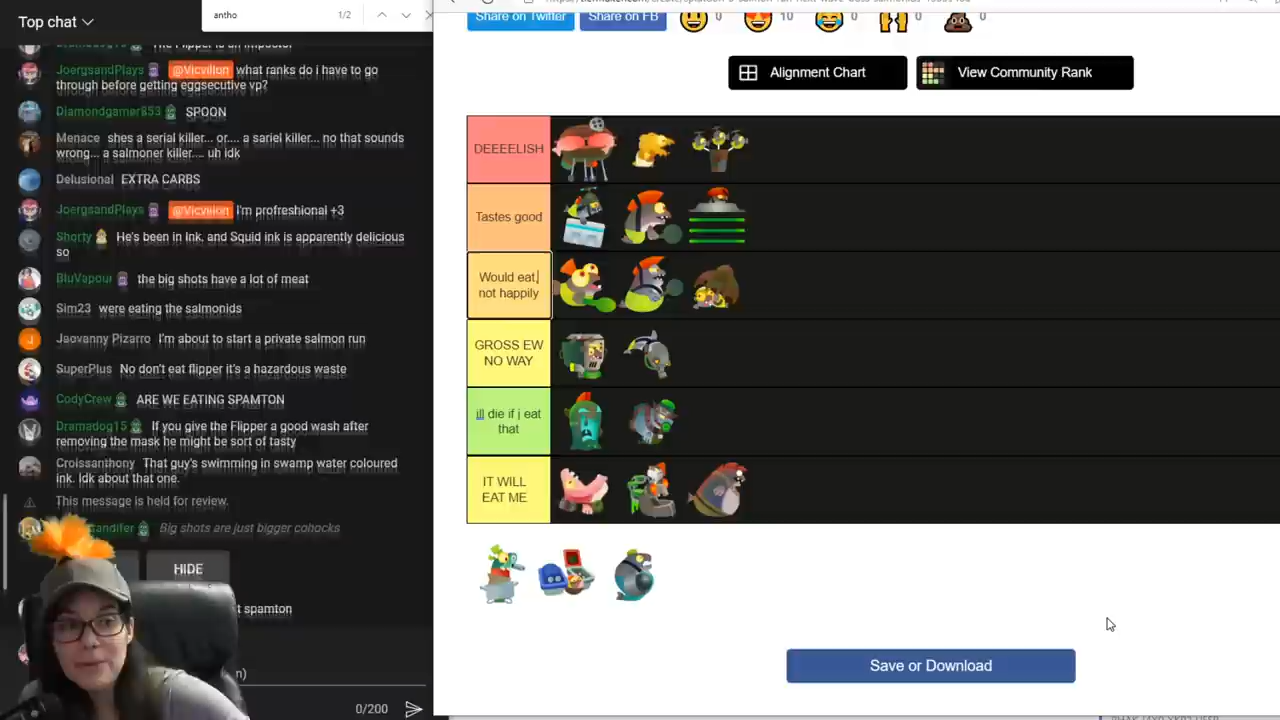 Top chat
antho
1/2
The Flipper is an impostor
JoergsandPlays @Vicvillon what ranks do i have to go
through before getting eggsecutive vp?
Diamondgamer853 SPOON
Menace shes a serial killer... or.... a sariel killer... no that sounds
wrong... a salmoner killer.... uh idk
Delusional EXTRA CARBS
JoergsandPlays @Vicvillon I'm profreshional +3
Shorty He's been in Ink. and Squid ink is apparently delicious
so
BluVapour the big shots have a lot of meat
Sim23 were eating the salmonids
Jaovanny Pizarro I'm about to start a private salmon run
SuperPlus No don't eat flipper it's a hazardous waste
CodyCrew ARE WE EATING SPAMTON
Dramadog15 If you give the Flipper a good wash after
removing the mask he might be sort of tasty
Croissanthony That guy's swimming in swamp water coloured
ink. Idk about that one.
This message is held for review.
Big shots are just bigger cohocks
HIDE
t spamton
0/200
Share on Twitter
Share on FB
0
10
0
0
0
Alignment Chart
View Community Rank
DEEEELISH
Tastes good
Would eat,
not happily
GROSS EW
NO WAY
ill die if i eat
that
IT WILL
EAT ME
Save or Download